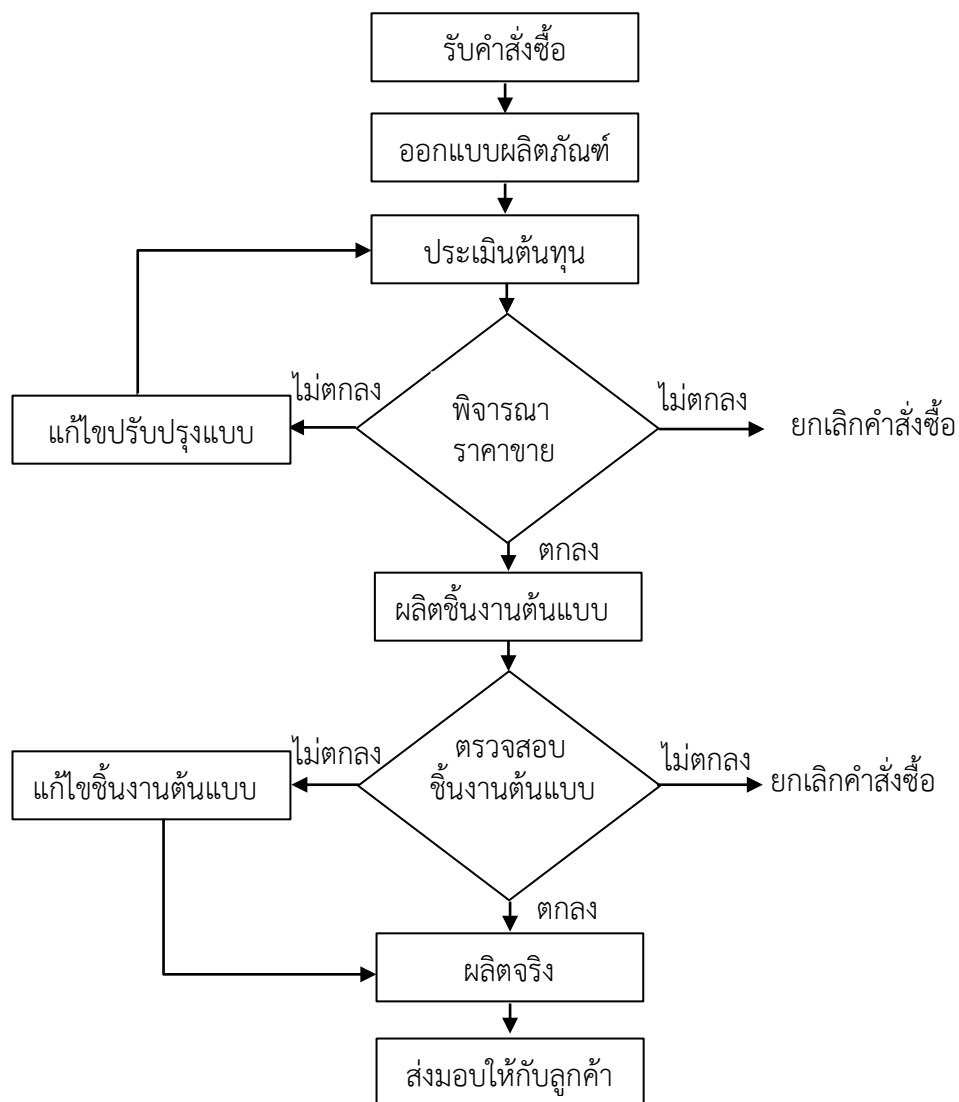 รับคำสั่งซื้อ
ออกแบบผลิตภัณฑ์
ประเมินต้นทุน
ไม่ตกลง
ไม่ตกลง
แก้ไขปรับปรุงแบบ
พิจารณา
ราคาขาย
ยกเลิกคำสั่งซื้อ
ตกลง
ผลิตชิ้นงานต้นแบบ
ไม่ตกลง
ไม่ตกลง
แก้ไขชิ้นงานต้นแบบ
ตรวจสอบ
ชิ้นงานต้นแบบ
ยกเลิกคำสั่งซื้อ
ตกลง
ผลิตจริง
ส่งมอบให้กับลูกค้า